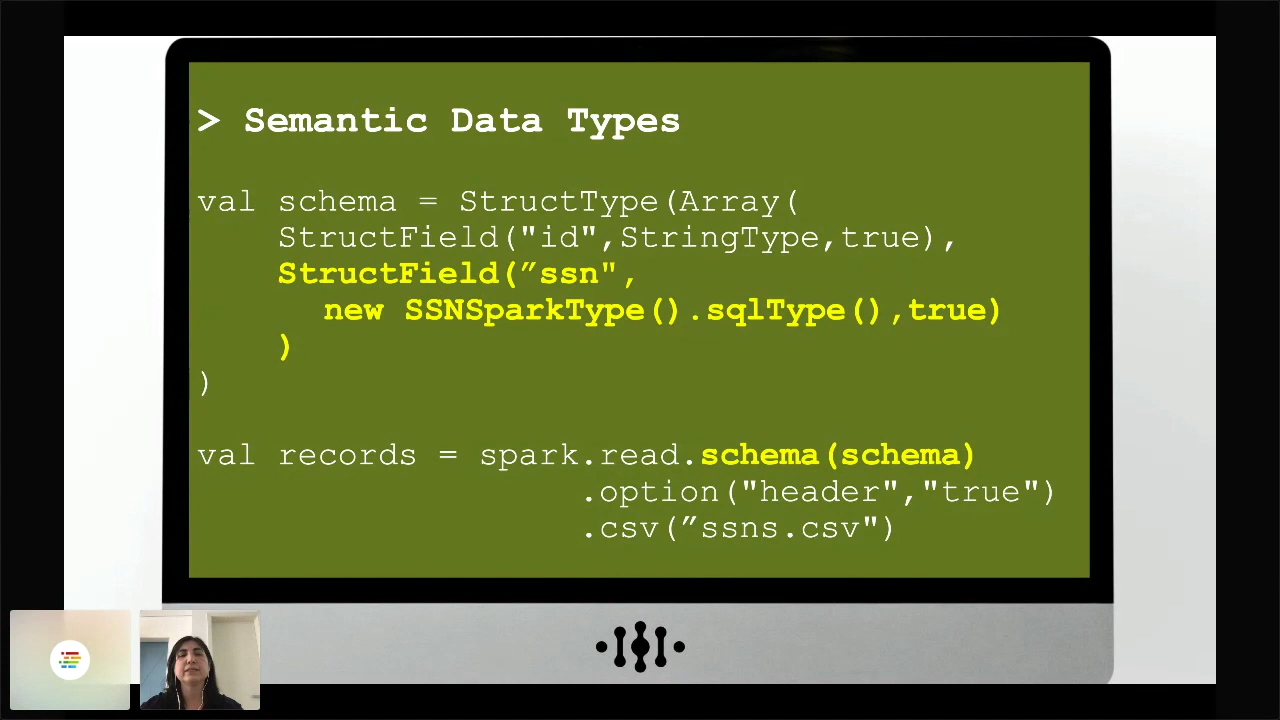 > Semantic Data Types
val schema = StructType(Array(
StructField("id",StringType,true),
StructField(”ssn",
new SSNSparkType().sqlType(),true)
)
)
val records = spark.read.schema(schema)
.option("header","true")
.csv(”ssns.csv")